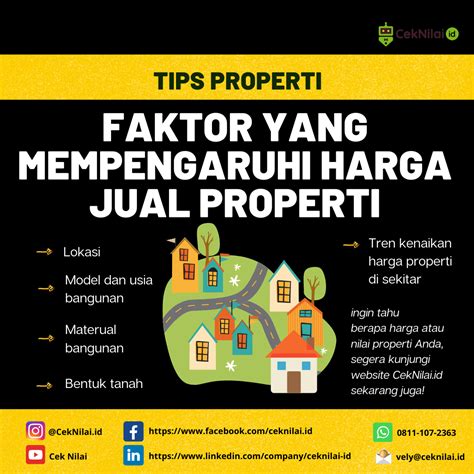 CekNilai id
TIPS PROPERTI
FAKTOR YANG
MEMPENGARUHI HARGA
JUAL PROPERTI
Lokasi
Model dan usia
bangunan
Materual
bangunan
Bentuk tanah
Tren kenaikan
harga properti
di sekitar
ingin tahu
berapa harga atau
nilai properti Anda,
segera kunjungi
website CekNilai.id
sekarang juga!
@CekNilai.id
https://www.facebook.com/ceknilai.id
0811-107-2363
Cek Nilai
https://www.linkedin.com/company/ceknilai-id
vely@ceknilai.id